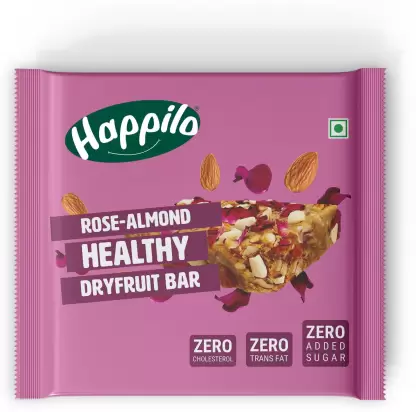 Happilo
ROSE-ALMOND
HEALTHY
DRYFRUIT BAR
ZERO
CHOLESTEROL
ZERO
TRANS FAT
ZERO
ADDED
SUGAR